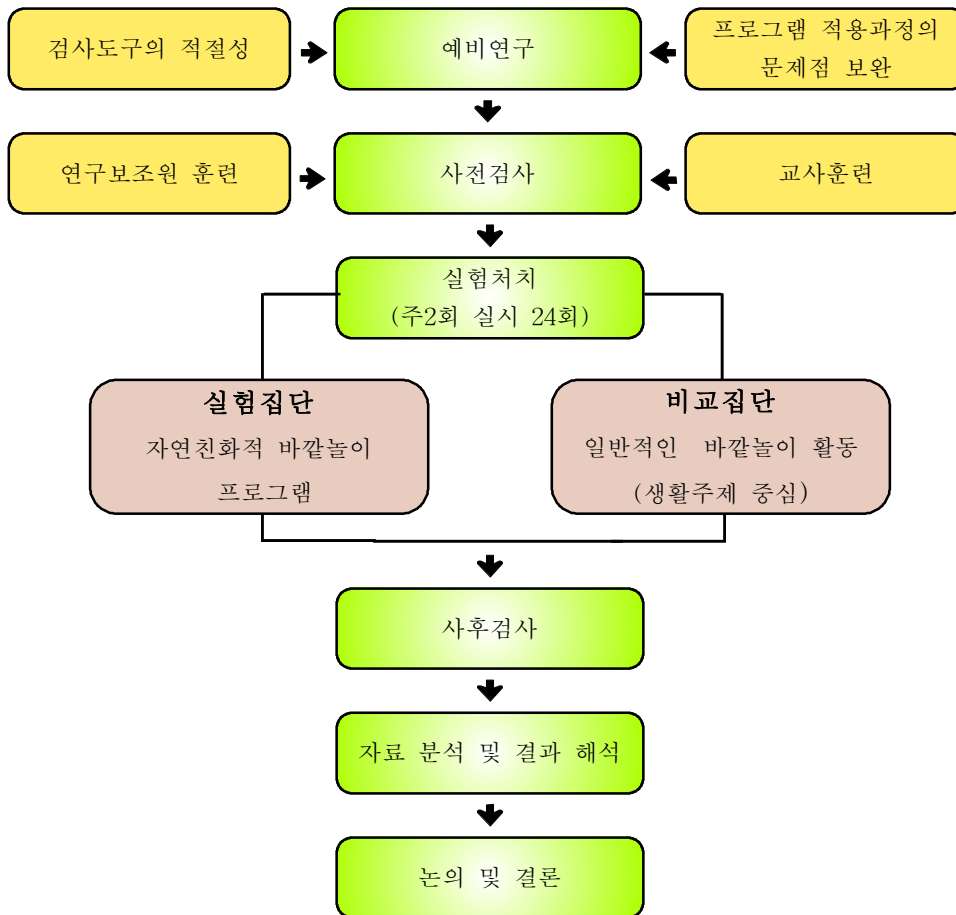 검사도구의 적절성
예비연구
프로그램 적용과정의
문제점 보완
연구보조원 훈련
사전검사
교사훈련
실험처치
(주2회 실시 24회)
실험집단
자연친화적 바깥놀이
프로그램
비교집단
일반적인 바깥놀이 활동
(생활주제 중심)
사후검사
자료 분석 및 결과 해석
논의 및 결론